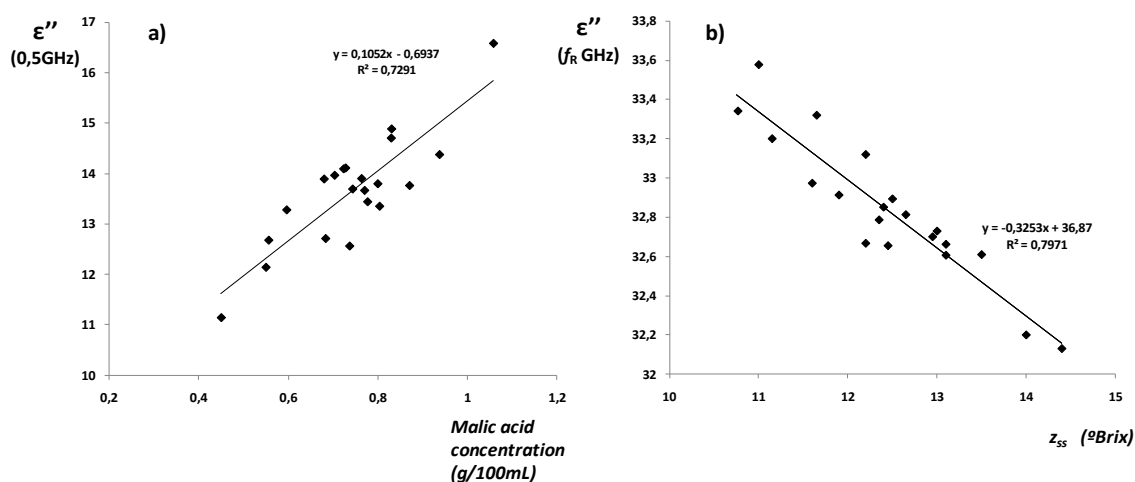 ε′′
(0,5GHz)
a)
17
16
15
14
13
12
11
10
0,2
0,4
0,6
0,8
1
1,2
y = 0,1052x - 0,6937
R² = 0,7291
Malic acid
concentration
(g/100mL)
ε′′
(fR GHz)
b)
33,8
33,6
33,4
33,2
33
32,8
32,6
32,4
32,2
32
10
11
12
13
14
15
y = -0,3253x + 36,87
R² = 0,7971
zss (ºBrix)